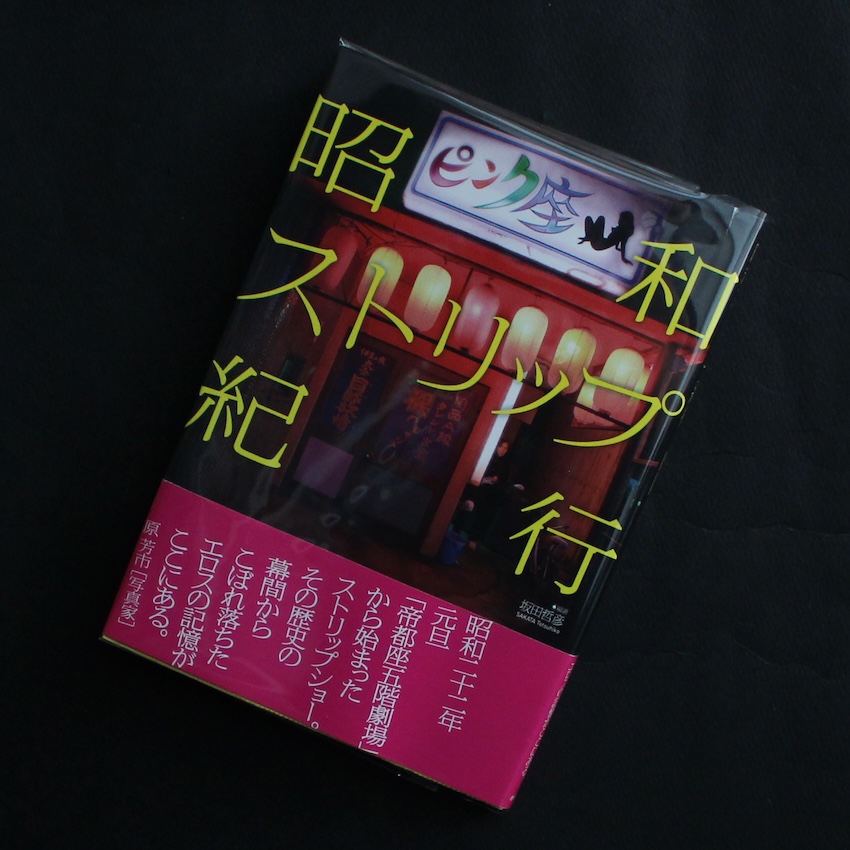 昭和
ストリップ
紀行
ピンク座
坂田哲彦
SAKATA Tetsuhiko
昭和二十二年
元旦
「帝都座五階劇場」
から始まった
ストリップショー。
その歴史の
幕間から
こぼれ落ちた
エロスの記憶が
ここにある。
原 芳市「写真家」